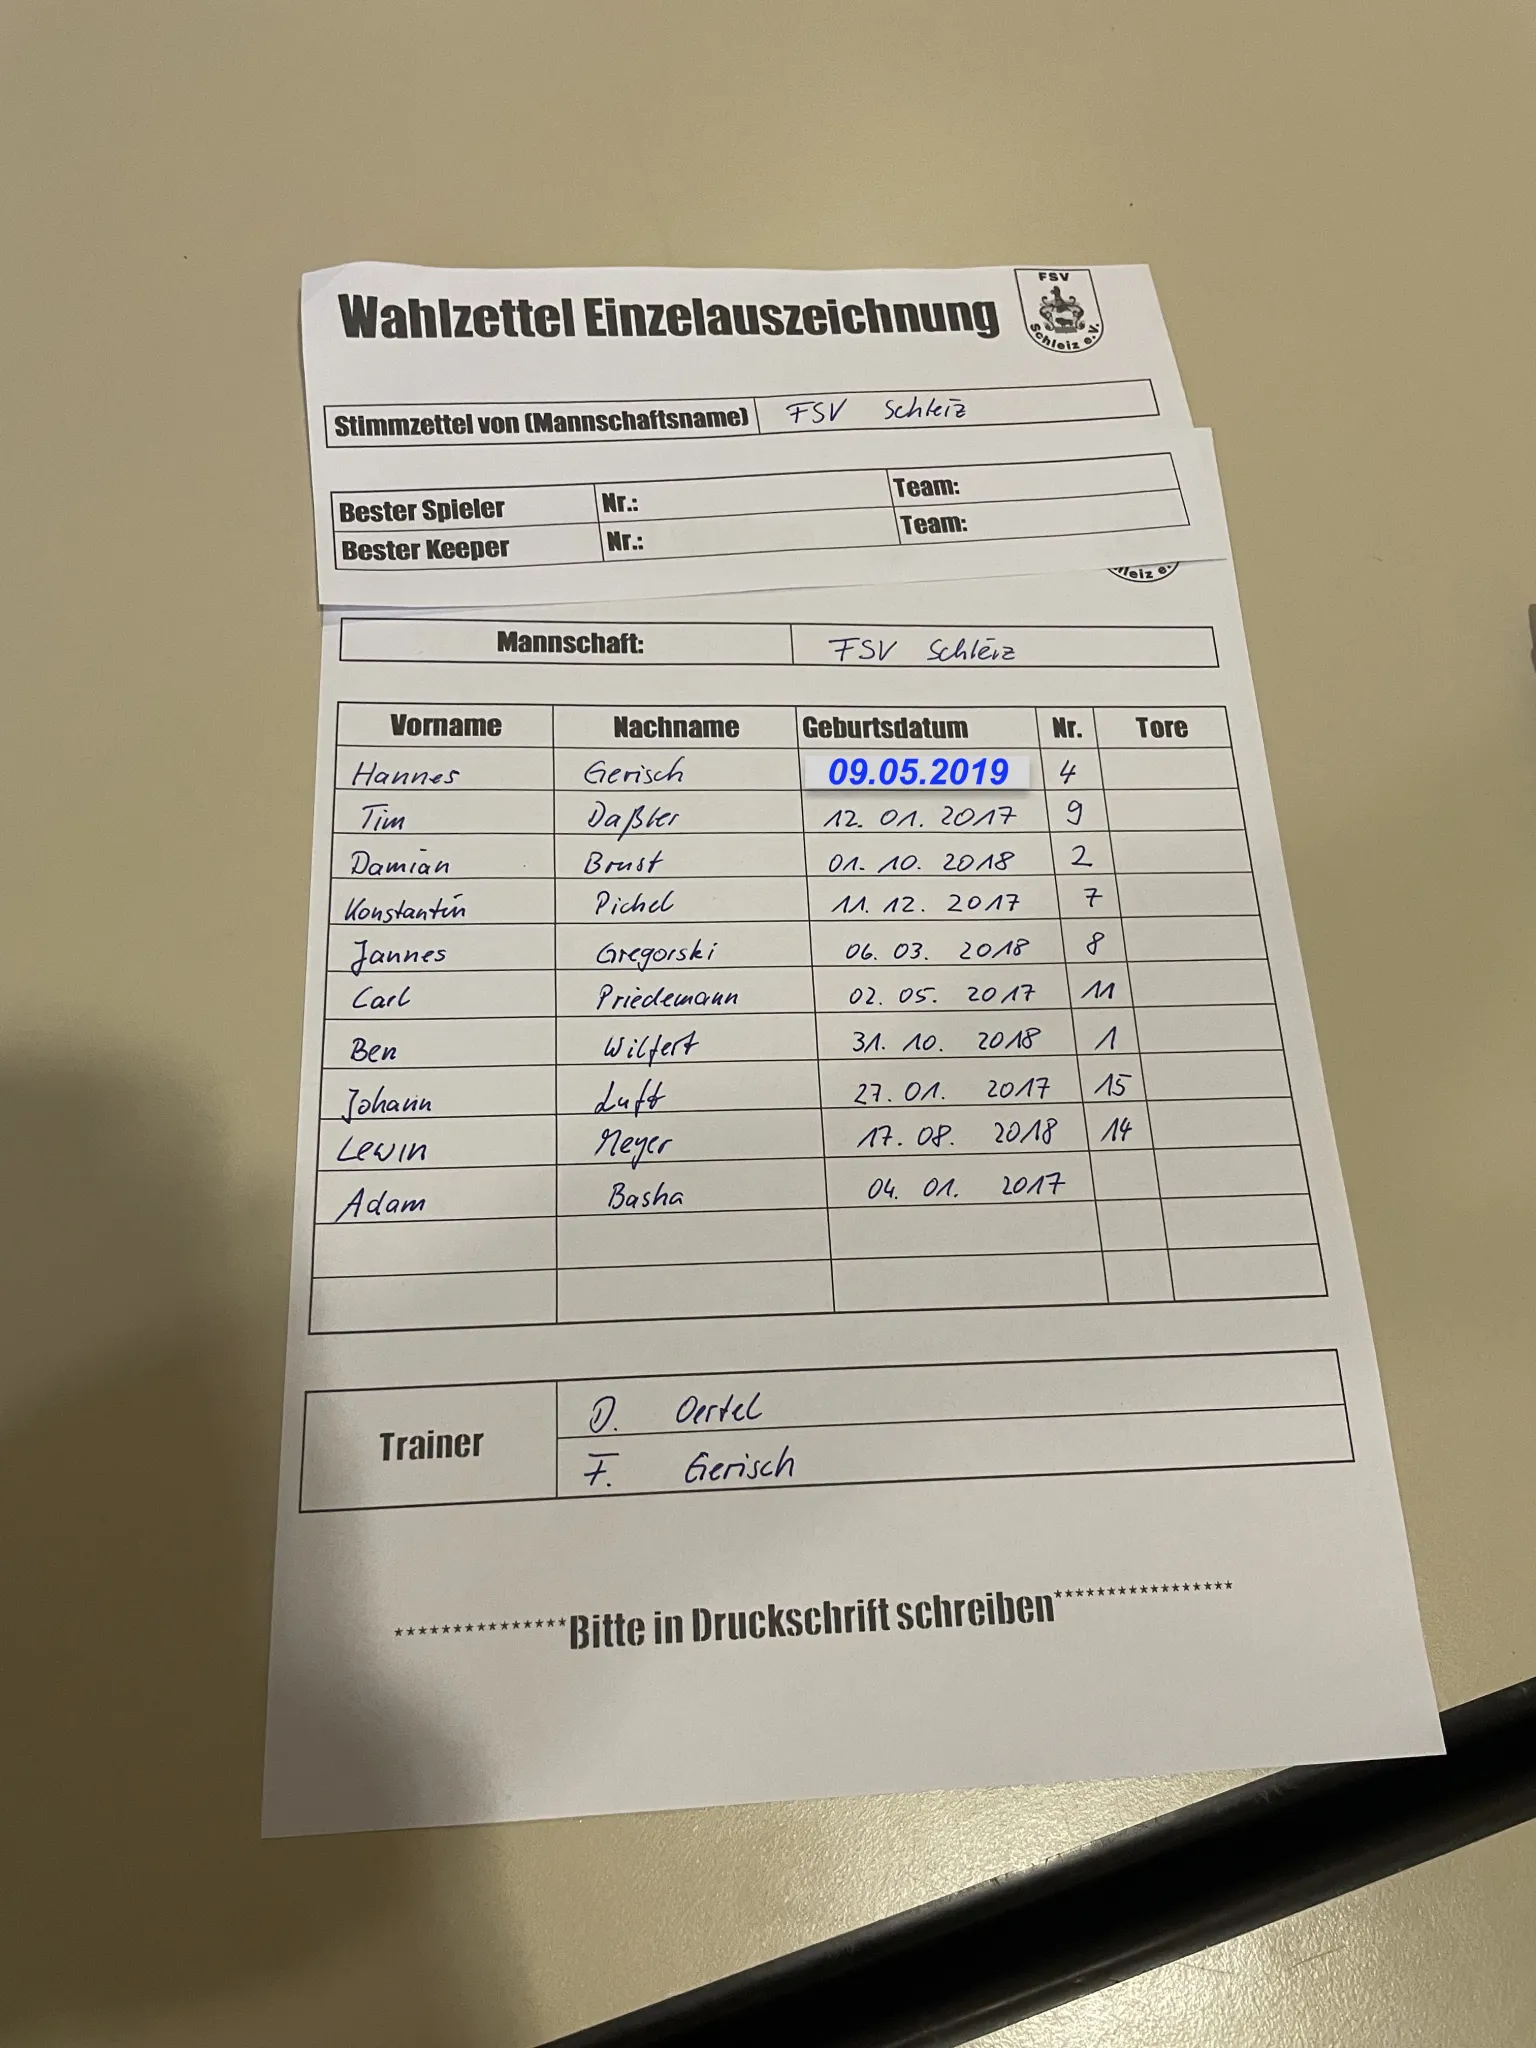 Wahlzettel Einzelauszeichnung
FSV
Schleiz e.V.
Stimmzettel von (Mannschaftsname) FSV Schleiz
Bester Spieler Nr.: Team:
Bester Keeper Nr.: Team:
hleiz e.
Mannschaft: FSV Schleiz
Vorname Nachname Geburtsdatum Nr. Tore
Hannes Gerisch 09.05.2019 4
Tim Daßler 12. 01. 2017 9
Damian Brust 01. 10. 2018 2
Konstantin Pichel 11. 12. 2017 7
Jannes Gregorski 06. 03. 2018 8
Carl Priedemann 02. 05. 2017 11
Ben Wilfert 31. 10. 2018 1
Johann Luft 27. 01. 2017 15
Lewin Meyer 17. 08. 2018 14
Adam Basha 04. 01. 2017
Trainer
D. Oertel
F. Gerisch
***************Bitte in Druckschrift schreiben*****************